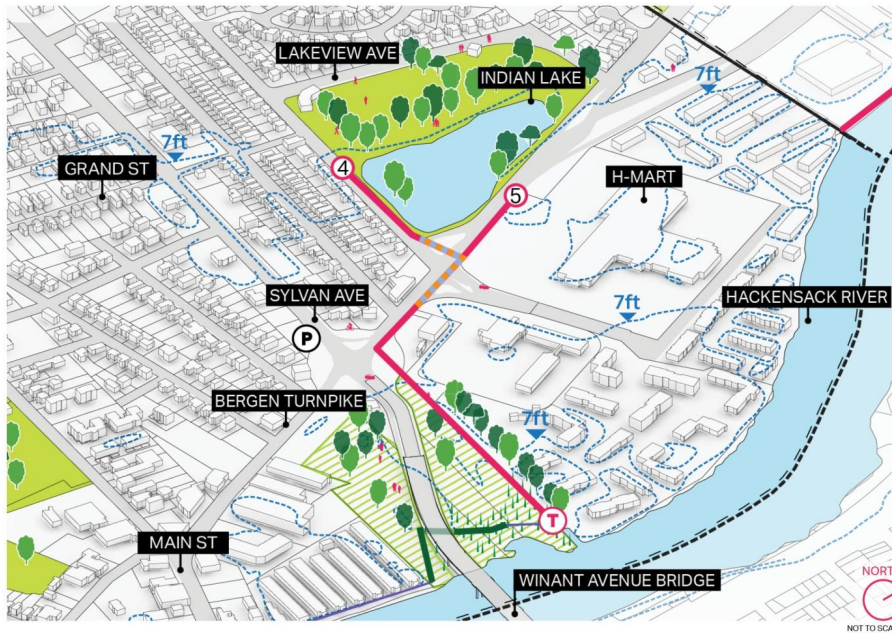 LAKEVIEW AVE
INDIAN LAKE
7ft
7ft
GRAND ST
4
5
H-MART
SYLVAN AVE
7ft
HACKENSACK RIVER
P
BERGEN TURNPIKE
7ft
MAIN ST
T
WINANT AVENUE BRIDGE
NORT
NOT TO SCA